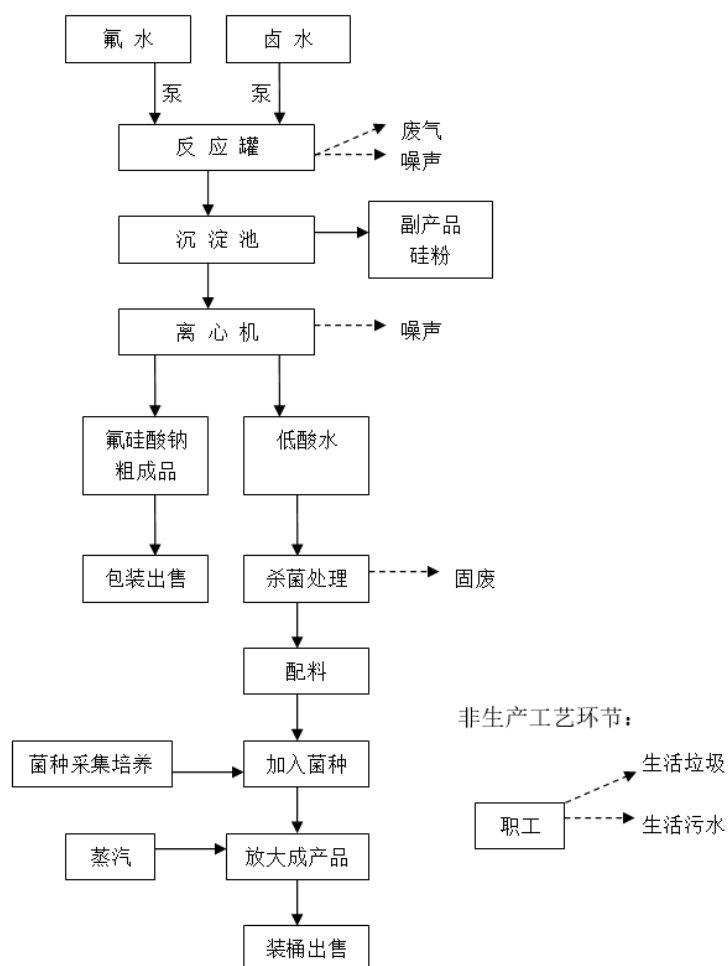 氟 水
卤 水
泵
泵
反 应 罐
废气
噪声
沉 淀 池
副产品
硅粉
离 心 机
噪声
氟硅酸钠
粗成品
低酸水
包装出售
杀菌处理
固废
配料
非生产工艺环节:
菌种采集培养
加入菌种
生活垃圾
职工
生活污水
蒸汽
放大成产品
装桶出售